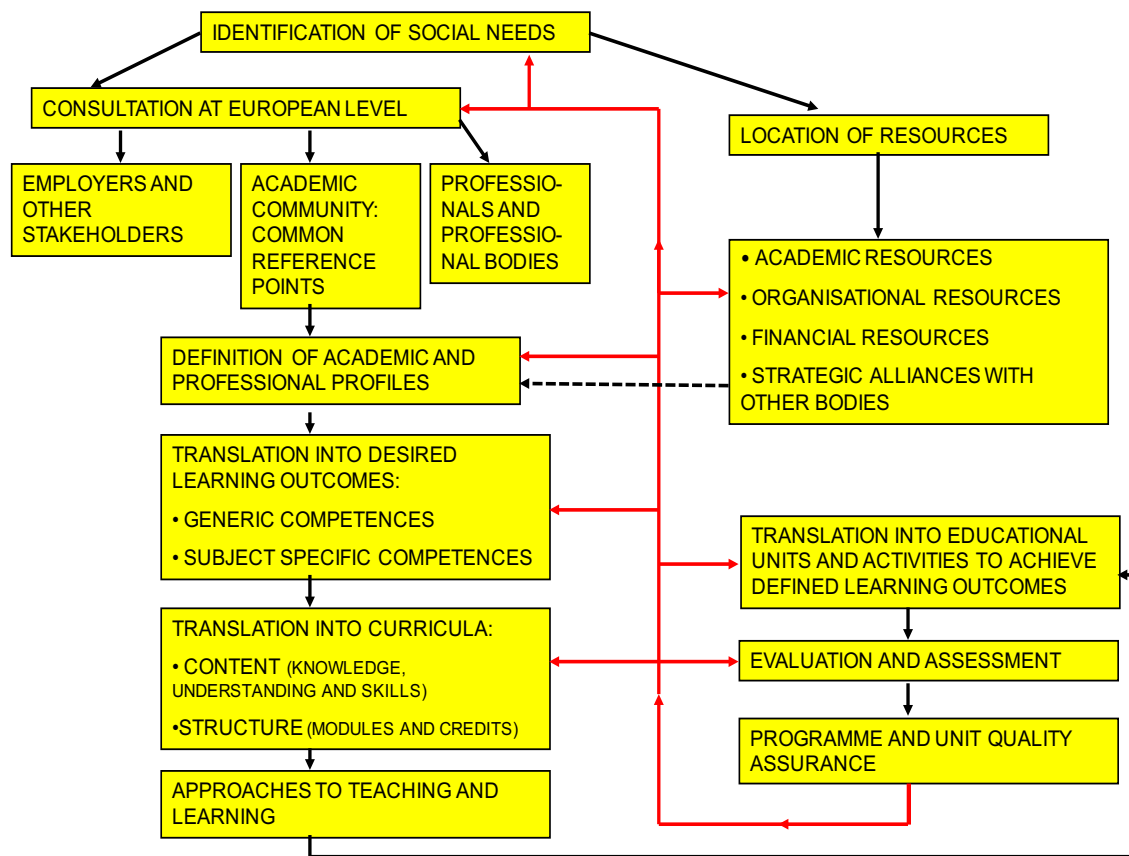 IDENTIFICATION OF SOCIAL NEEDS
CONSULTATION AT EUROPEAN LEVEL
LOCATION OF RESOURCES
EMPLOYERS AND
OTHER
STAKEHOLDERS
ACADEMIC
COMMUNITY:
COMMON
REFERENCE
POINTS
PROFESSIO-
NALS AND
PROFESSIO-
NAL BODIES
• ACADEMIC RESOURCES
• ORGANISATIONAL RESOURCES
• FINANCIAL RESOURCES
• STRATEGIC ALLIANCES WITH
OTHER BODIES
DEFINITION OF ACADEMIC AND
PROFESSIONAL PROFILES
TRANSLATION INTO DESIRED
LEARNING OUTCOMES:
• GENERIC COMPETENCES
• SUBJECT SPECIFIC COMPETENCES
TRANSLATION INTO CURRICULA:
• CONTENT (KNOWLEDGE,
UNDERSTANDING AND SKILLS)
•STRUCTURE (MODULES AND CREDITS)
APPROACHES TO TEACHING AND
LEARNING
TRANSLATION INTO EDUCATIONAL
UNITS AND ACTIVITIES TO ACHIEVE
DEFINED LEARNING OUTCOMES
EVALUATION AND ASSESSMENT
PROGRAMME AND UNIT QUALITY
ASSURANCE